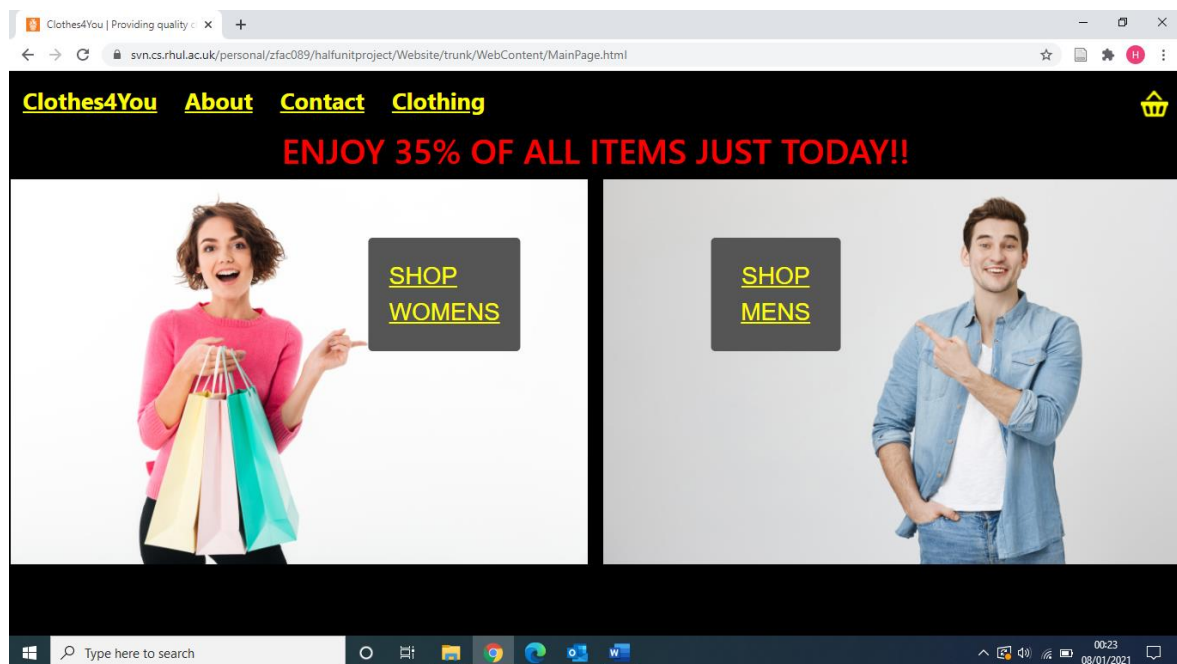 Clothes4You | Providing quality c
svn.cs.rhul.ac.uk/personal/zfac089/halfunitproject/Website/trunk/WebContent/MainPage.html
H
Clothes4You About Contact Clothing
ENJOY 35% OF ALL ITEMS JUST TODAY!!
SHOP
WOMENS
SHOP
MENS
Type here to search
00:23
08/01/2021